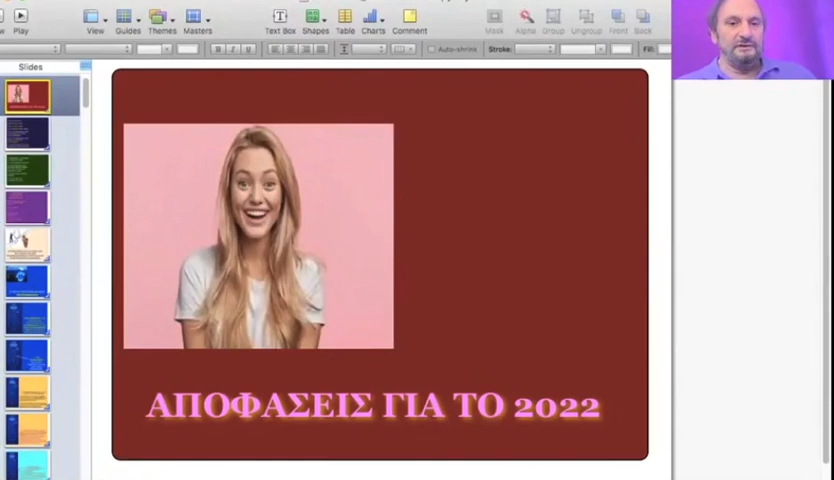 Play
View
Guides
Themes
Masters
Text Box
Shapes
Table
Charts
Comment
Mask
Alpha
Group
Ungroup
Front
Back
B I U
Auto-shrink
Stroke:
Fill:
Slides
ΑΠΟΦΑΣΕΙΣ ΓΙΑ ΤΟ 2022